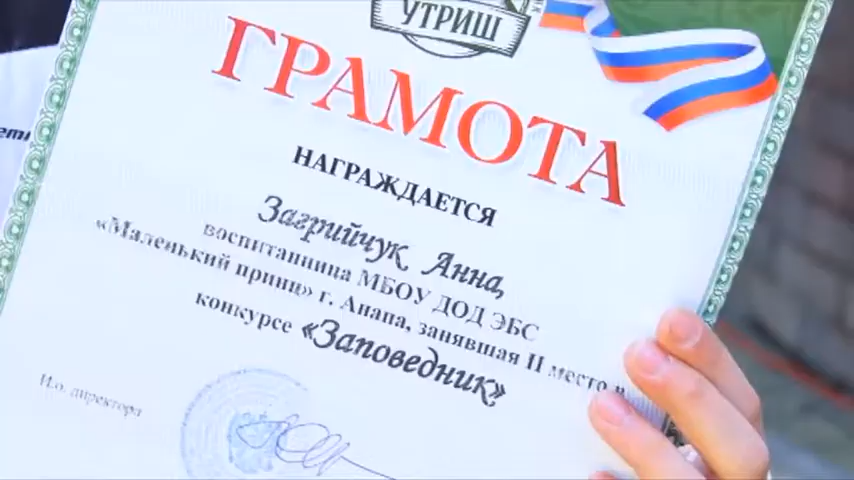 УТРИШ
ГРАМОТА
НАГРАЖДАЕТСЯ
Загрийчук Анна,
воспитанница МБОУ ДОД ЭБС
«Маленький принц» г. Анапа, занявшая II место в
конкурсе «Заповедник»
И.о. директора